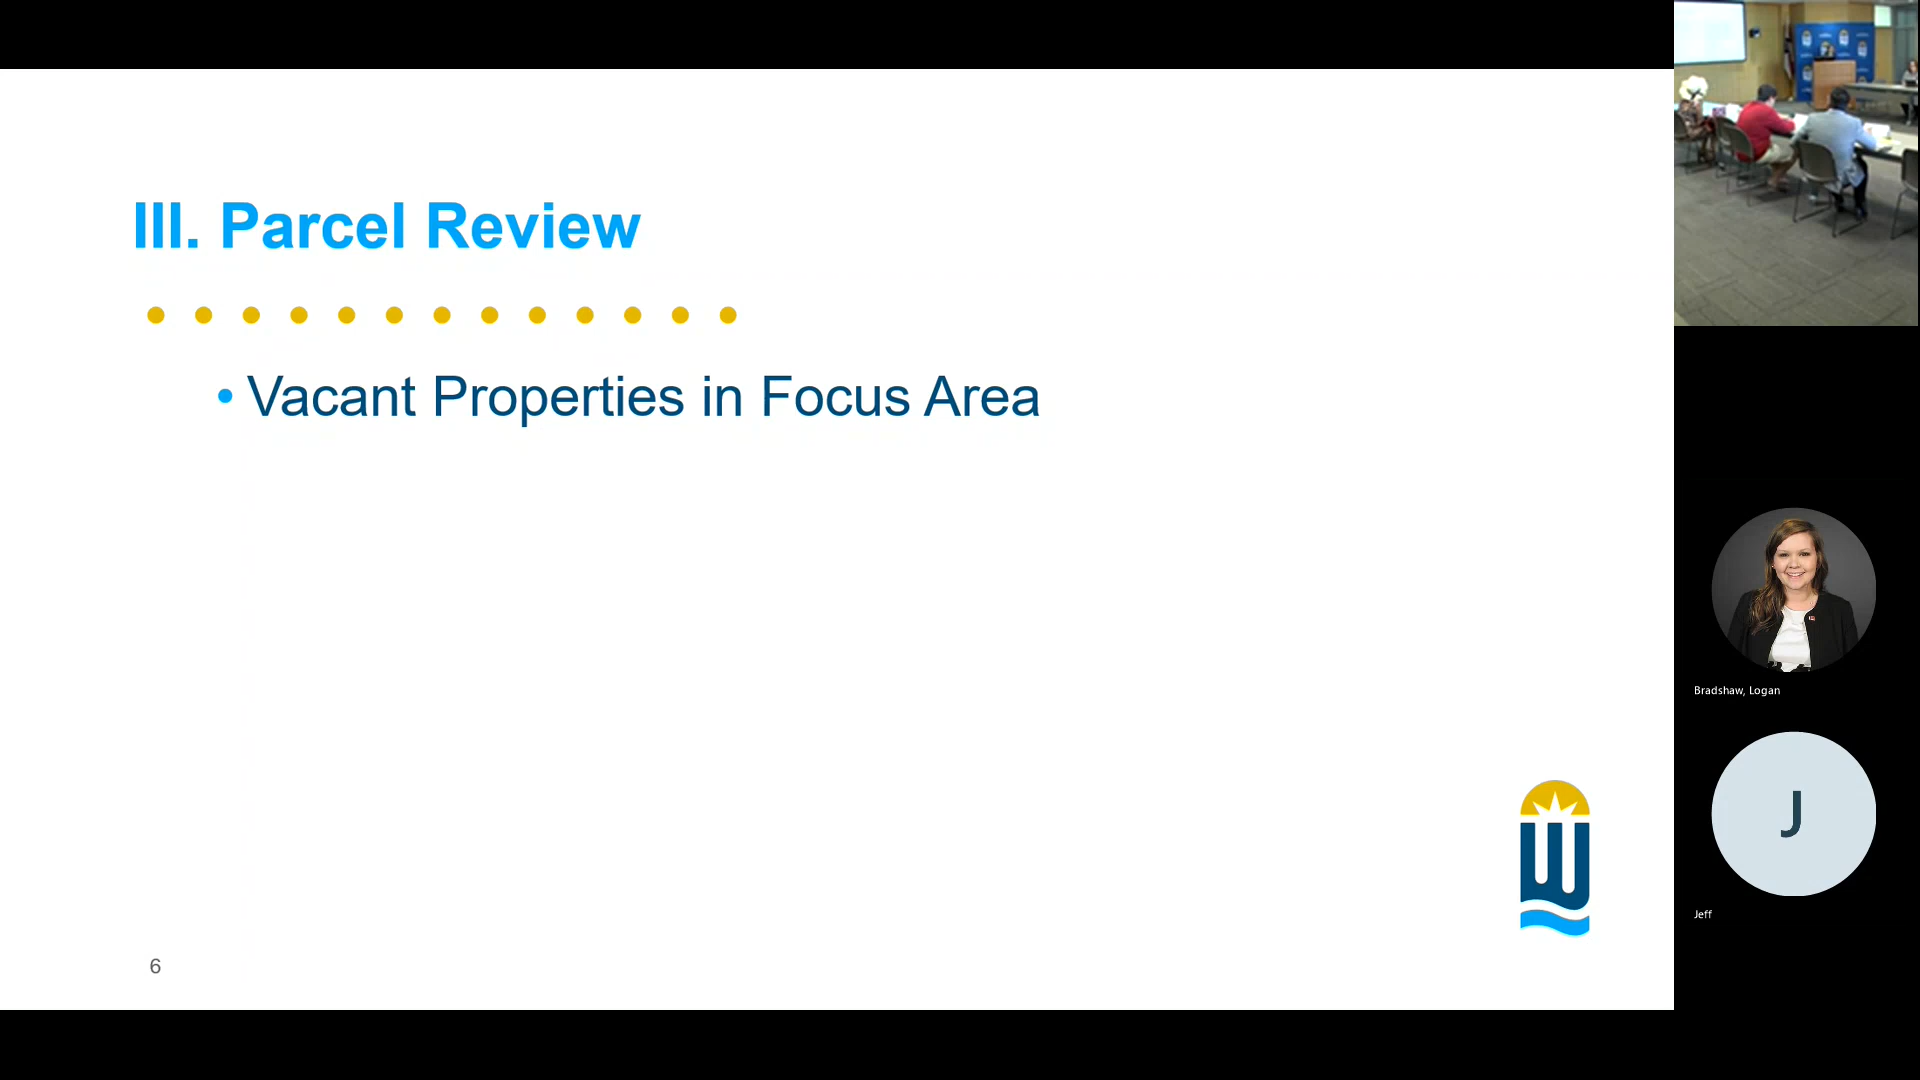 III. Parcel Review
• Vacant Properties in Focus Area
6
Bradshaw, Logan
J
Jeff